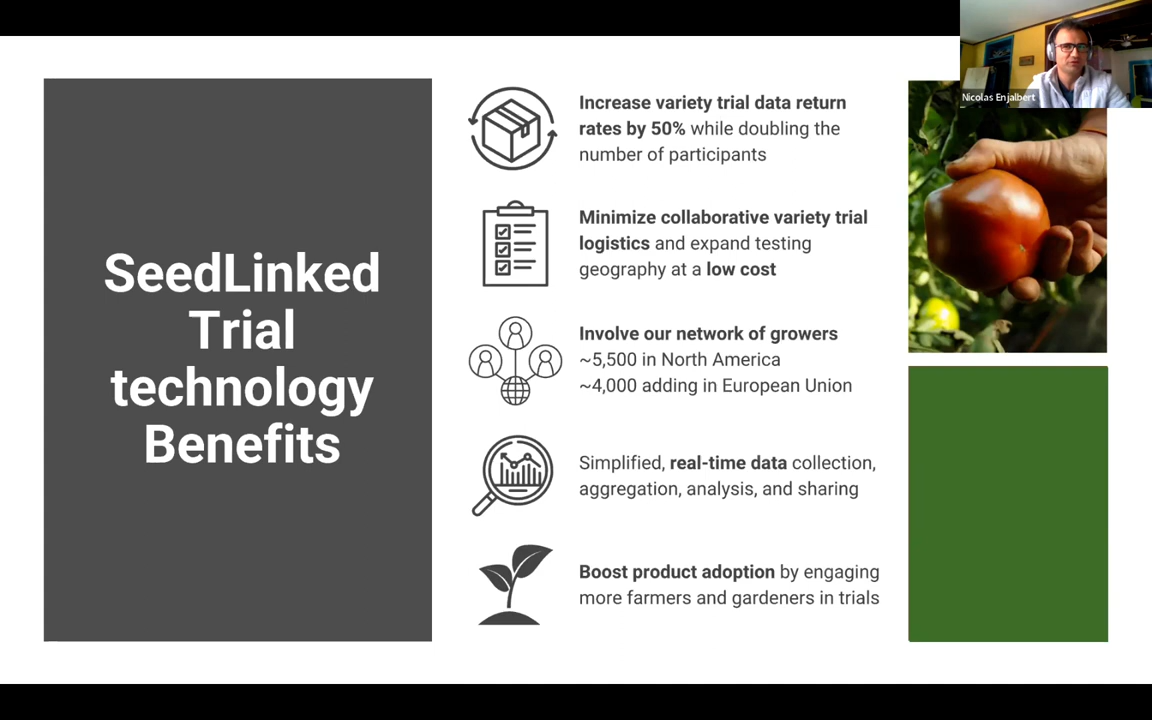 SeedLinked
Trial
technology
Benefits
Increase variety trial data return
rates by 50% while doubling the
number of participants
Minimize collaborative variety trial
logistics and expand testing
geography at a low cost
Involve our network of growers
~5,500 in North America
~4,000 adding in European Union
Simplified, real-time data collection,
aggregation, analysis, and sharing
Boost product adoption by engaging
more farmers and gardeners in trials
Nicolas Enjalbert